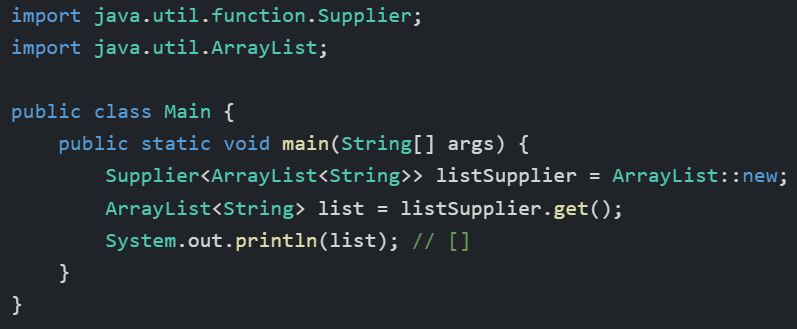 import java.util.function.Supplier;
import java.util.ArrayList;

public class Main {
    public static void main(String[] args) {
        Supplier<ArrayList<String>> listSupplier = ArrayList::new;
        ArrayList<String> list = listSupplier.get();
        System.out.println(list); // []
    }
}